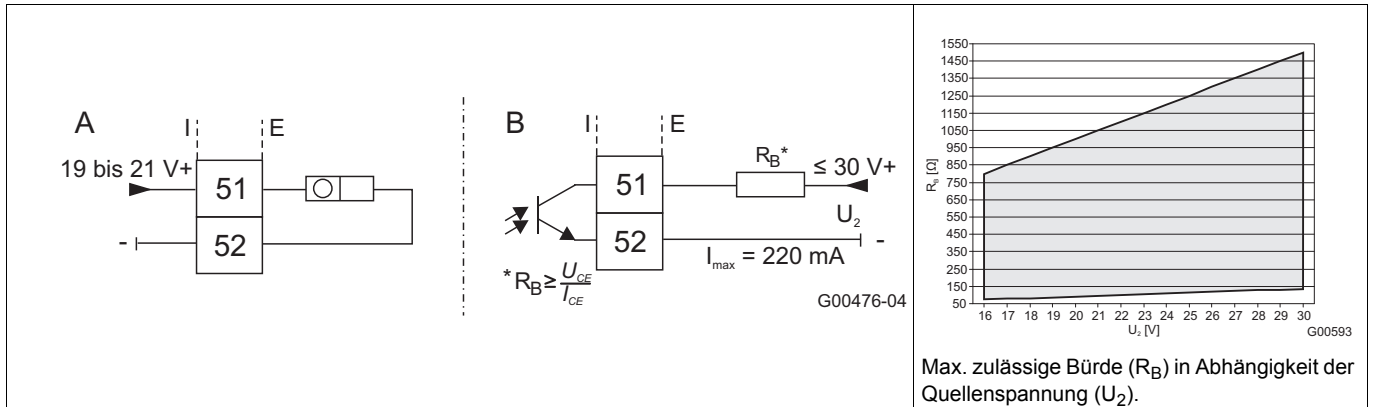 A
I E
19 bis 21 V+
51
-
52
B
I E
R_B* ≤ 30 V+
51
U₂
52
-
I_max = 220 mA
*R_B ≥ U_CE / I_CE
G00476-04
1550
1450
1350
1250
1150
1050
950
850
750
650
550
450
350
250
150
50
R_B [Ω]
16 17 18 19 20 21 22 23 24 25 26 27 28 29 30
U₂ [V]
G00593
Max. zulässige Bürde (R_B) in Abhängigkeit der
Quellenspannung (U₂).